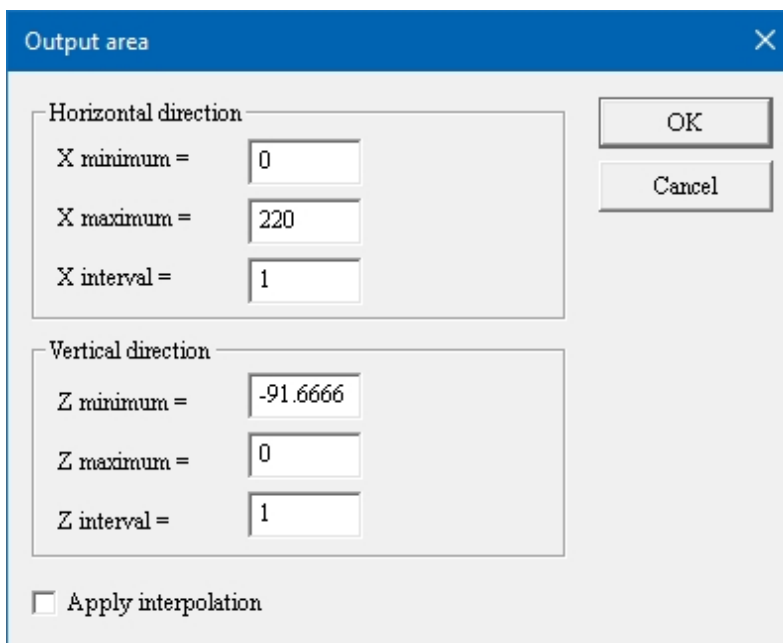 Output area
Horizontal direction
X minimum = 0
X maximum = 220
X interval = 1
OK
Cancel
Vertical direction
Z minimum = -91.6666
Z maximum = 0
Z interval = 1
Apply interpolation